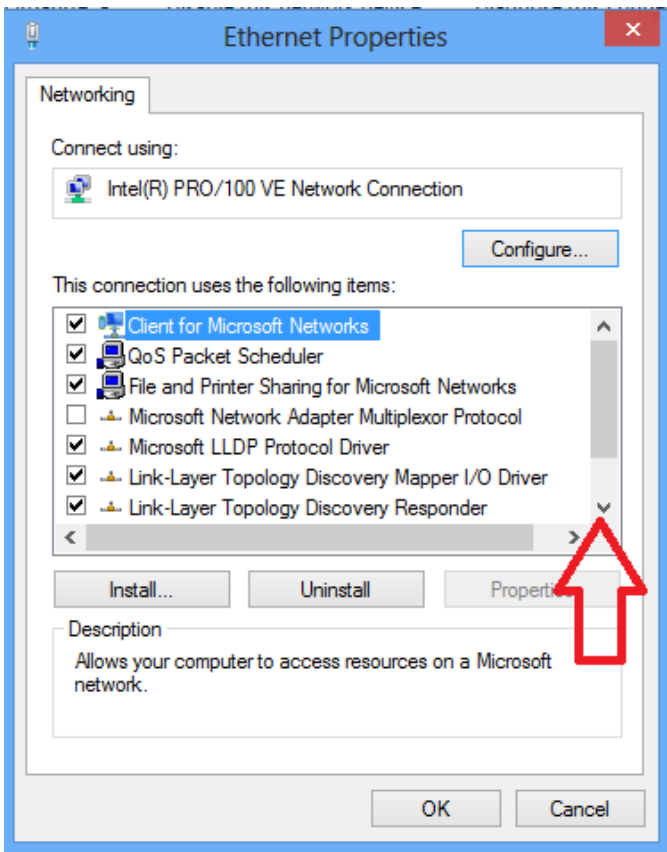 Ethernet Properties
Networking
Connect using:
Intel(R) PRO/100 VE Network Connection
Configure...
This connection uses the following items:
Client for Microsoft Networks
QoS Packet Scheduler
File and Printer Sharing for Microsoft Networks
Microsoft Network Adapter Multiplexor Protocol
Microsoft LLDP Protocol Driver
Link-Layer Topology Discovery Mapper I/O Driver
Link-Layer Topology Discovery Responder
Install...
Uninstall
Properties
Description
Allows your computer to access resources on a Microsoft
network.
OK
Cancel